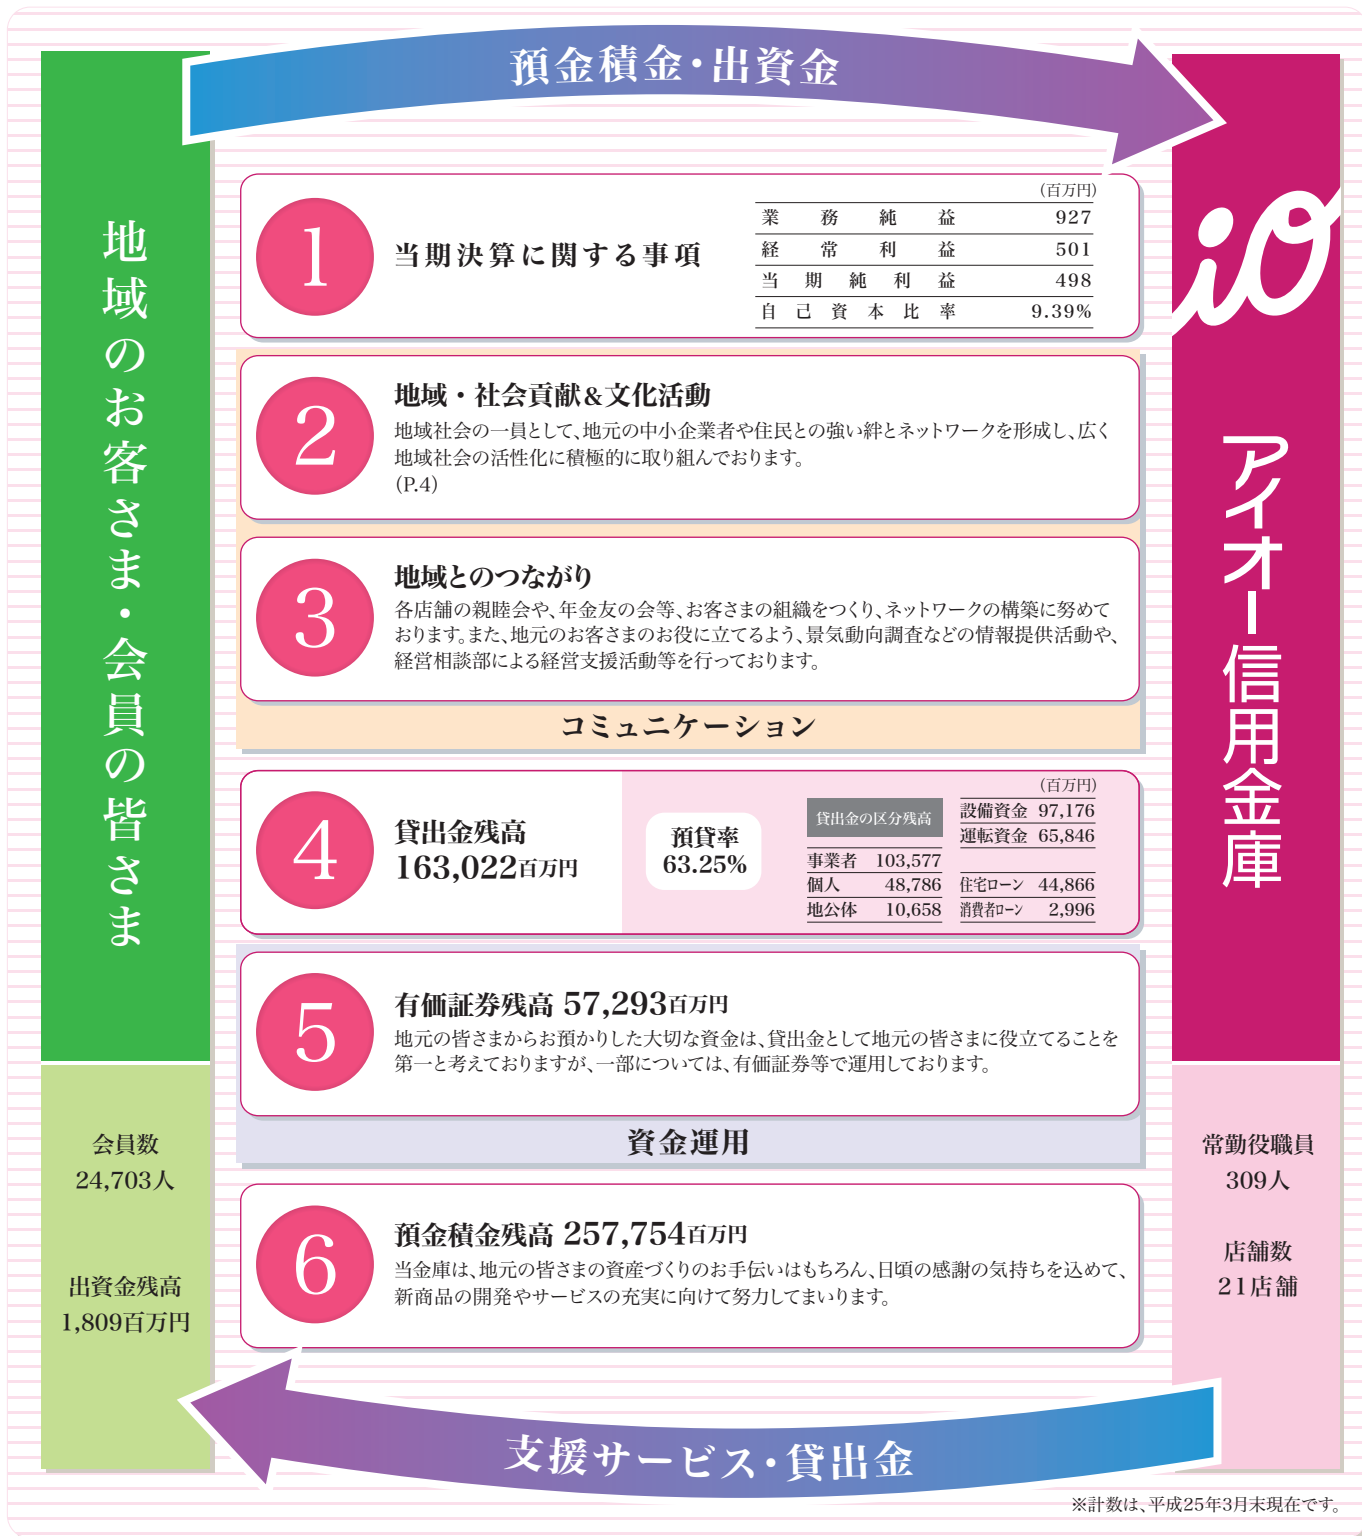 預金積金・出資金
地域のお客さま・会員の皆さま
会員数
24,703人
出資金残高
1,809百万円
1
当期決算に関する事項
(百万円)
業務純益 927
経常利益 501
当期純利益 498
自己資本比率 9.39%
2
地域・社会貢献&文化活動
地域社会の一員として、地元の中小企業者や住民との強い絆とネットワークを形成し、広く
地域社会の活性化に積極的に取り組んでおります。
(P.4)
3
地域とのつながり
各店舗の親睦会や、年金友の会等、お客さまの組織をつくり、ネットワークの構築に努めて
おります。また、地元のお客さまのお役に立てるよう、景気動向調査などの情報提供活動や、
経営相談部による経営支援活動等を行っております。
コミュニケーション
4
貸出金残高
163,022百万円
預貸率
63.25%
(百万円)
貸出金の区分残高
設備資金 97,176
運転資金 65,846
事業者 103,577
個人 48,786 住宅ローン 44,866
地公体 10,658 消費者ローン 2,996
5
有価証券残高 57,293百万円
地元の皆さまからお預かりした大切な資金は、貸出金として地元の皆さまに役立てることを
第一と考えておりますが、一部については、有価証券等で運用しております。
資金運用
6
預金積金残高 257,754百万円
当金庫は、地元の皆さまの資産づくりのお手伝いはもちろん、日頃の感謝の気持ちを込めて、
新商品の開発やサービスの充実に向けて努力してまいります。
io
アイオー信用金庫
常勤役職員
309人
店舗数
21店舗
支援サービス・貸出金
※計数は、平成25年3月末現在です。